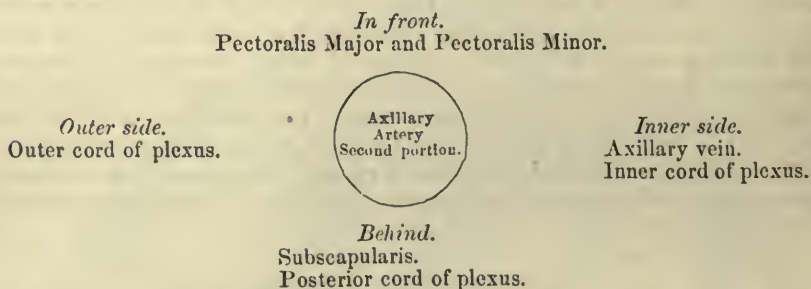 In front.
Pectoralis Major and Pectoralis Minor.
Outer side.
Outer cord of plexus.
Axillary
Artery
Second portion.
Inner side.
Axillary vein.
Inner cord of plexus.
Behind.
Subscapularis.
Posterior cord of plexus.